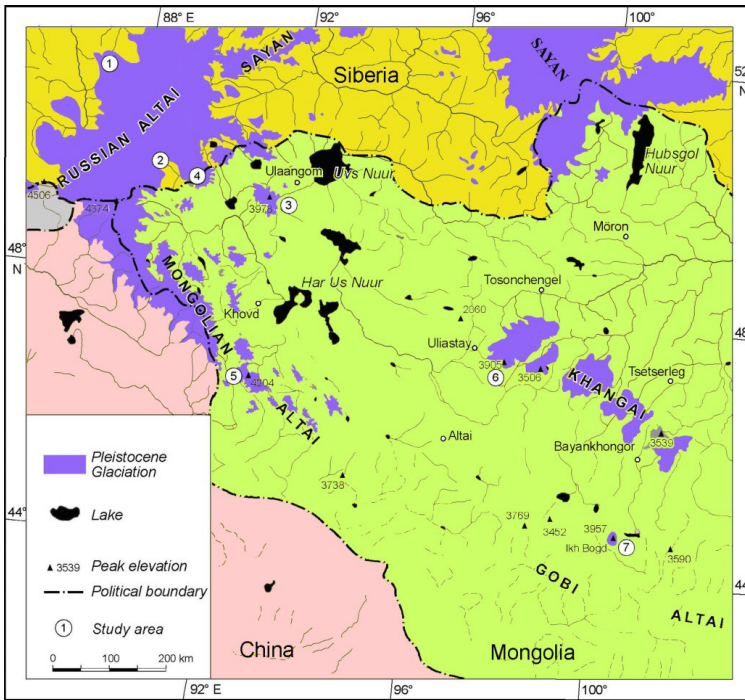 88° E
92°
96°
100°
SAYAN
SAYAN
1
Siberia
52°
N
RUSSIAN ALTAI
2
4
Ulaangom
Uvs Nuur
Hubsgol
Nuur
4506
4374
3
Möron
48°
N
MONGOLIAN
Har Us Nuur
Tosonchengel
Khovd
2060
Uliastay
48°
3905
6
3506
Tsetserleg
5
4204
KHANGAI
ALTAI
Altai
3539
Bayankhongor
Pleistocene
Glaciation
3738
Lake
44°
N
3769
3452
3957
Ikh Bogd
7
3590
3539 Peak elevation
Political boundary
GOBI
44°
N
ALTAI
1 Study area
0 100 200 km
China
Mongolia
92° E
96°
100°